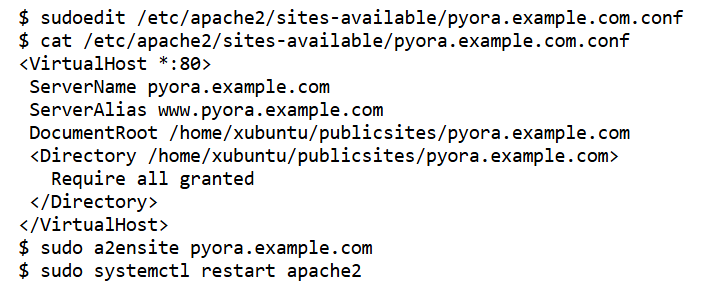 $ sudoedit /etc/apache2/sites-available/pyora.example.com.conf
$ cat /etc/apache2/sites-available/pyora.example.com.conf
<VirtualHost *:80>
 ServerName pyora.example.com
 ServerAlias www.pyora.example.com
 DocumentRoot /home/xubuntu/publicsites/pyora.example.com
 <Directory /home/xubuntu/publicsites/pyora.example.com>
   Require all granted
 </Directory>
</VirtualHost>
$ sudo a2ensite pyora.example.com
$ sudo systemctl restart apache2